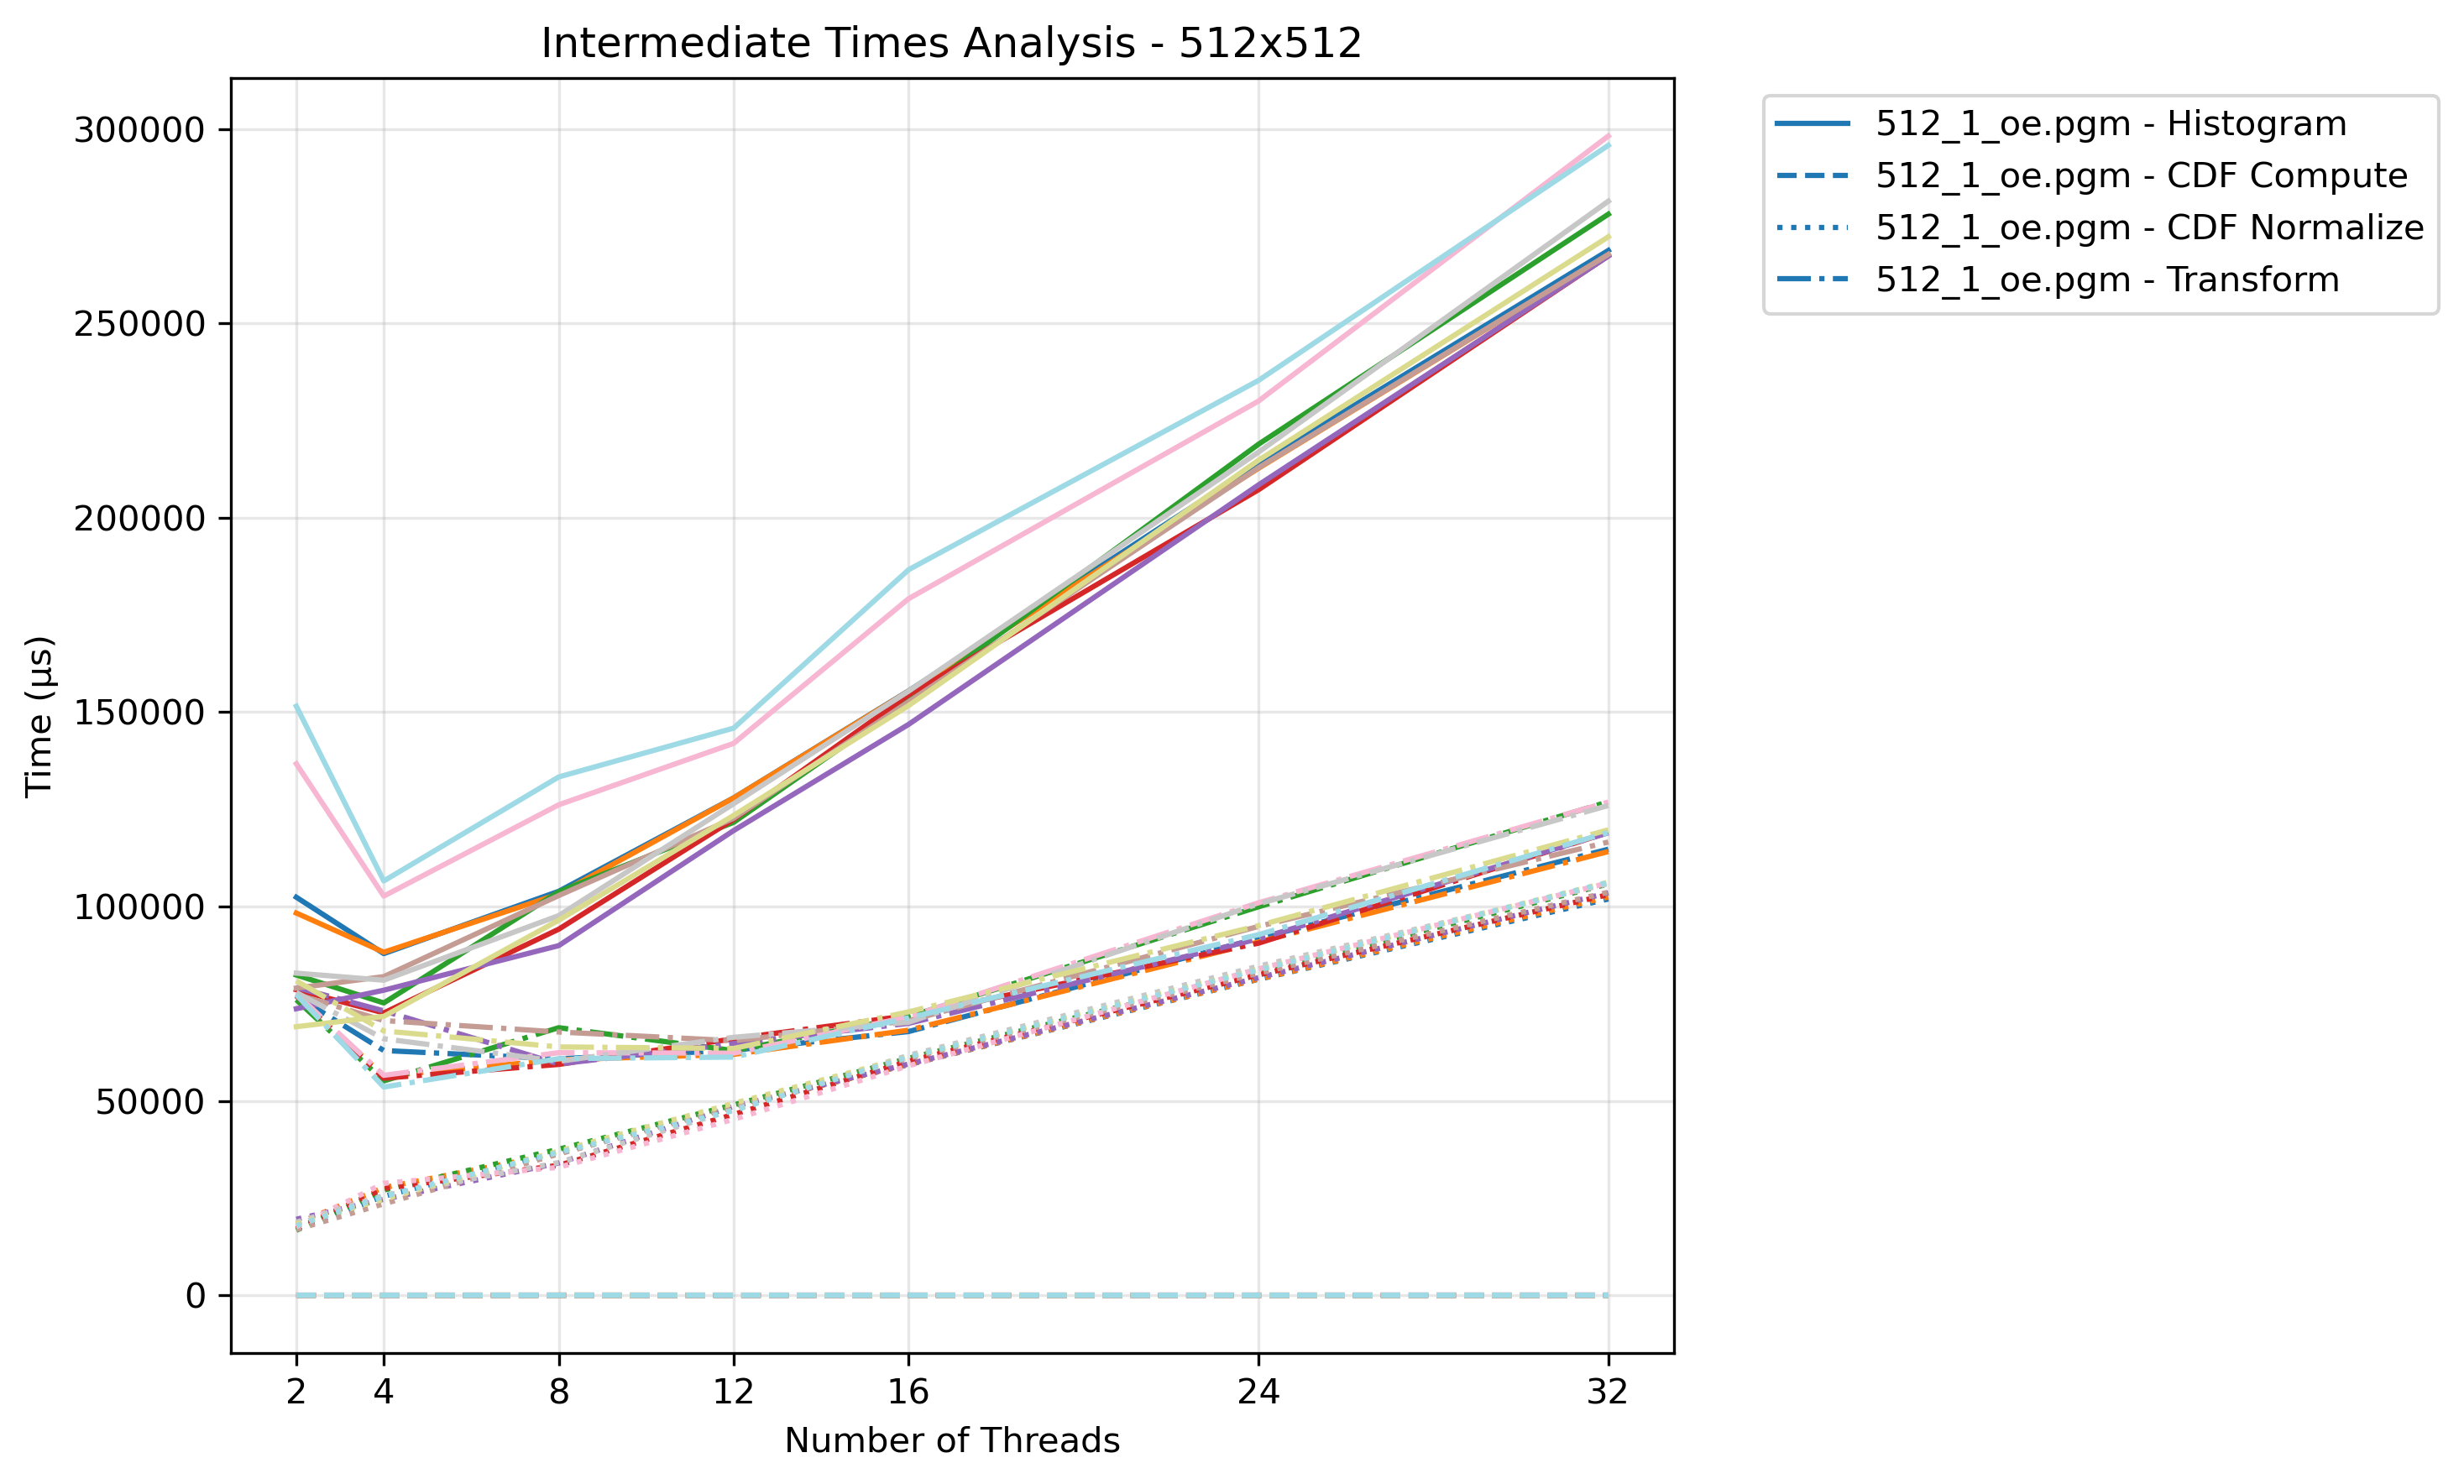 Intermediate Times Analysis - 512x512
512_1_oe.pgm - Histogram
512_1_oe.pgm - CDF Compute
512_1_oe.pgm - CDF Normalize
512_1_oe.pgm - Transform
Time (µs)
300000
250000
200000
150000
100000
50000
0
2 4 8 12 16 24 32
Number of Threads